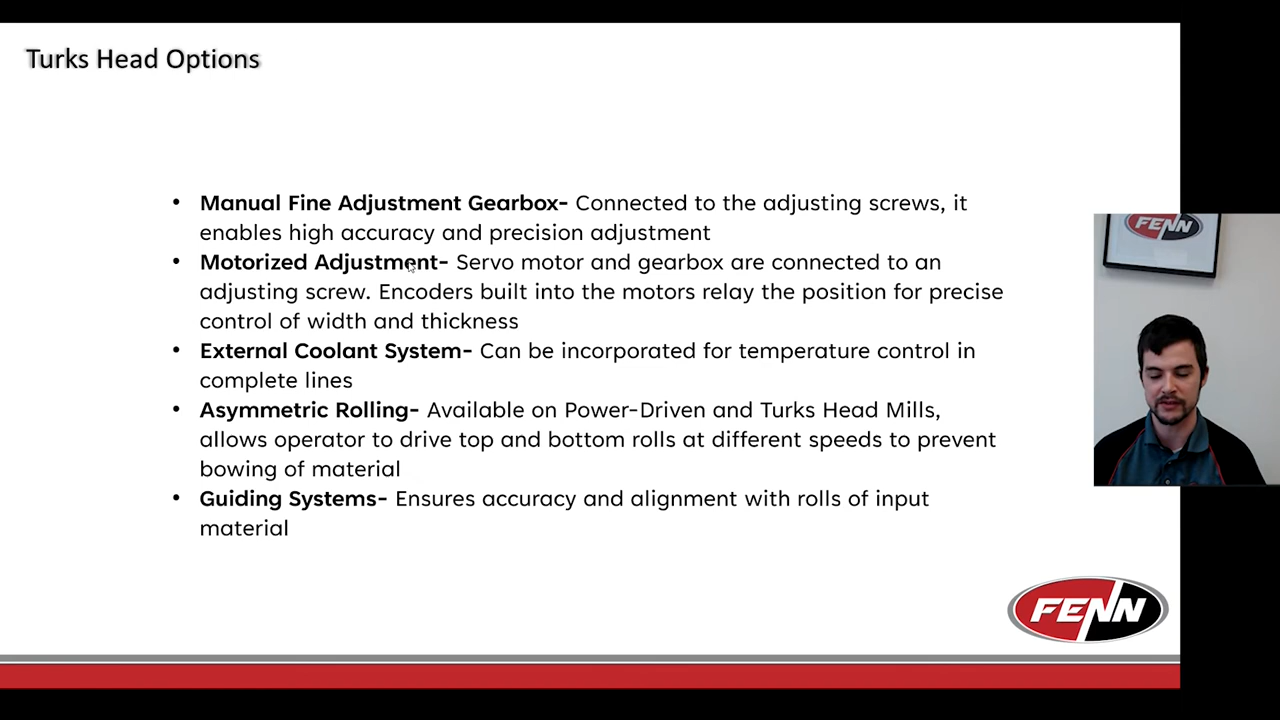 Turks Head Options
• Manual Fine Adjustment Gearbox- Connected to the adjusting screws, it
enables high accuracy and precision adjustment
• Motorized Adjustment- Servo motor and gearbox are connected to an
adjusting screw. Encoders built into the motors relay the position for precise
control of width and thickness
• External Coolant System- Can be incorporated for temperature control in
complete lines
• Asymmetric Rolling- Available on Power-Driven and Turks Head Mills,
allows operator to drive top and bottom rolls at different speeds to prevent
bowing of material
• Guiding Systems- Ensures accuracy and alignment with rolls of input
material
FENN
FENN